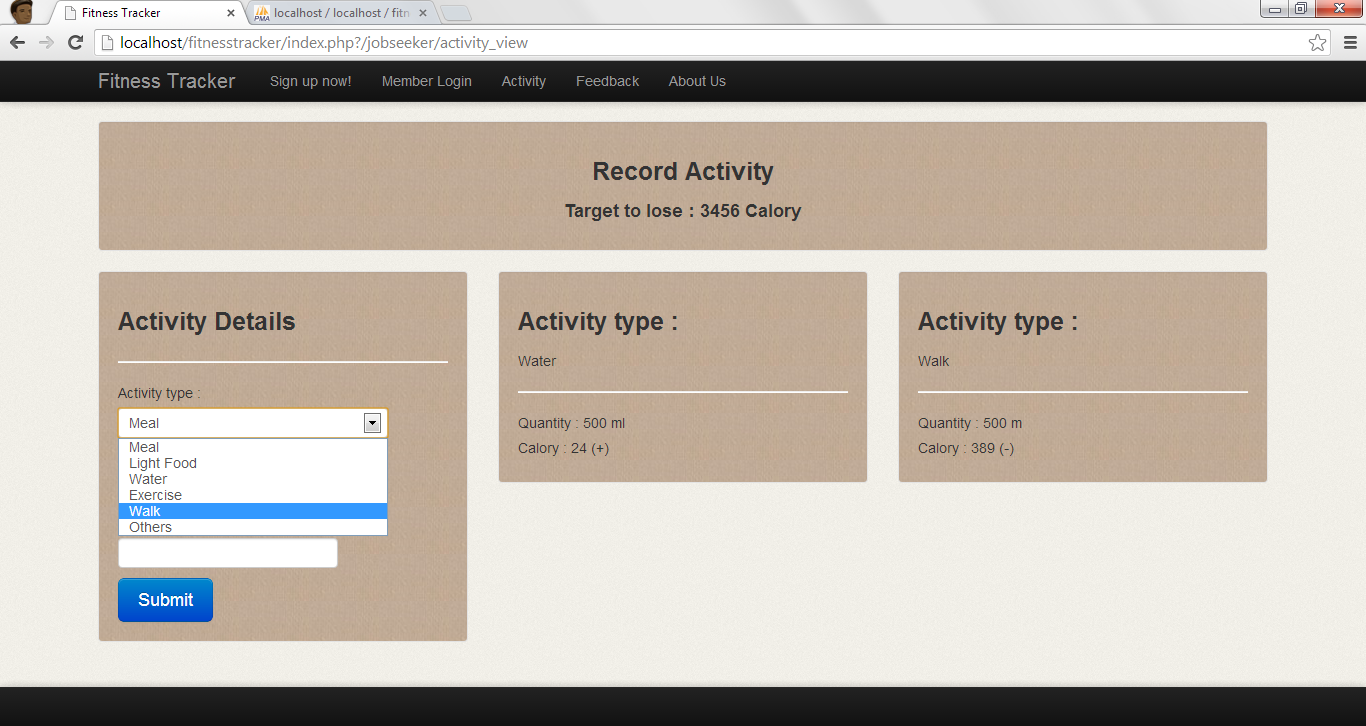 Fitness Tracker
localhost / localhost / fitn
localhost/fitnesstracker/index.php?/jobseeker/activity_view
Fitness Tracker Sign up now! Member Login Activity Feedback About Us
Record Activity
Target to lose : 3456 Calory
Activity Details
Activity type :
Meal
Meal
Light Food
Water
Exercise
Walk
Others
Submit
Activity type :
Water
Quantity : 500 ml
Calory : 24 (+)
Activity type :
Walk
Quantity : 500 m
Calory : 389 (-)